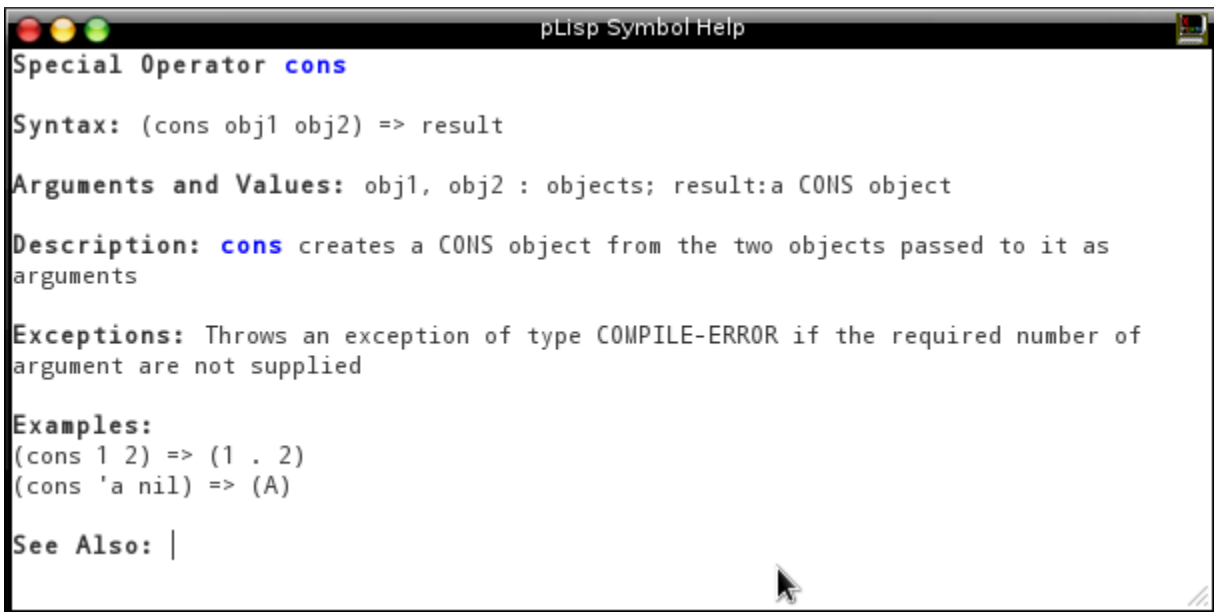 pLisp Symbol Help
Special Operator cons
Syntax: (cons obj1 obj2) => result
Arguments and Values: obj1, obj2 : objects; result:a CONS object
Description: cons creates a CONS object from the two objects passed to it as
arguments
Exceptions: Throws an exception of type COMPILE-ERROR if the required number of
argument are not supplied
Examples:
(cons 1 2) => (1 . 2)
(cons 'a nil) => (A)
See Also: